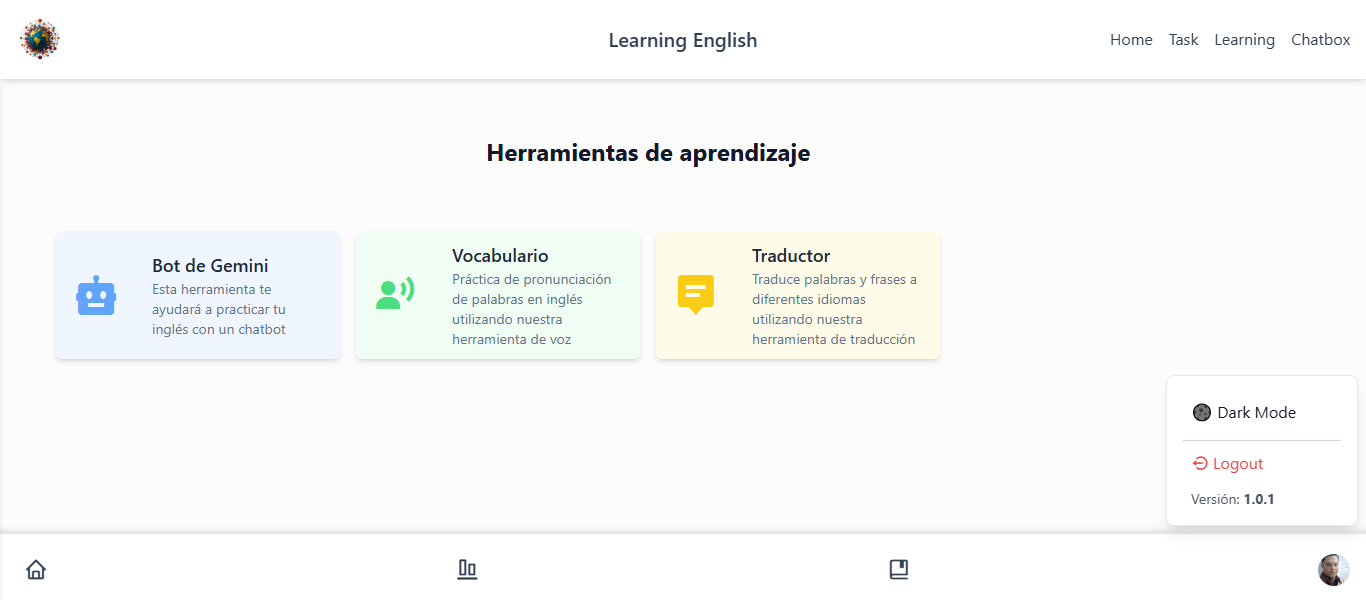 Learning English
Home Task Learning Chatbox
Herramientas de aprendizaje
Bot de Gemini
Esta herramienta te
ayudará a practicar tu
inglés con un chatbot
Vocabulario
Práctica de pronunciación
de palabras en inglés
utilizando nuestra
herramienta de voz
Traductor
Traduce palabras y frases a
diferentes idiomas
utilizando nuestra
herramienta de traducción
Dark Mode
Logout
Versión: 1.0.1